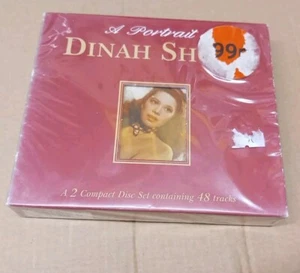 A Portrait
DINAH SH
99-
A 2 Compact Disc Set containing 48 tracks